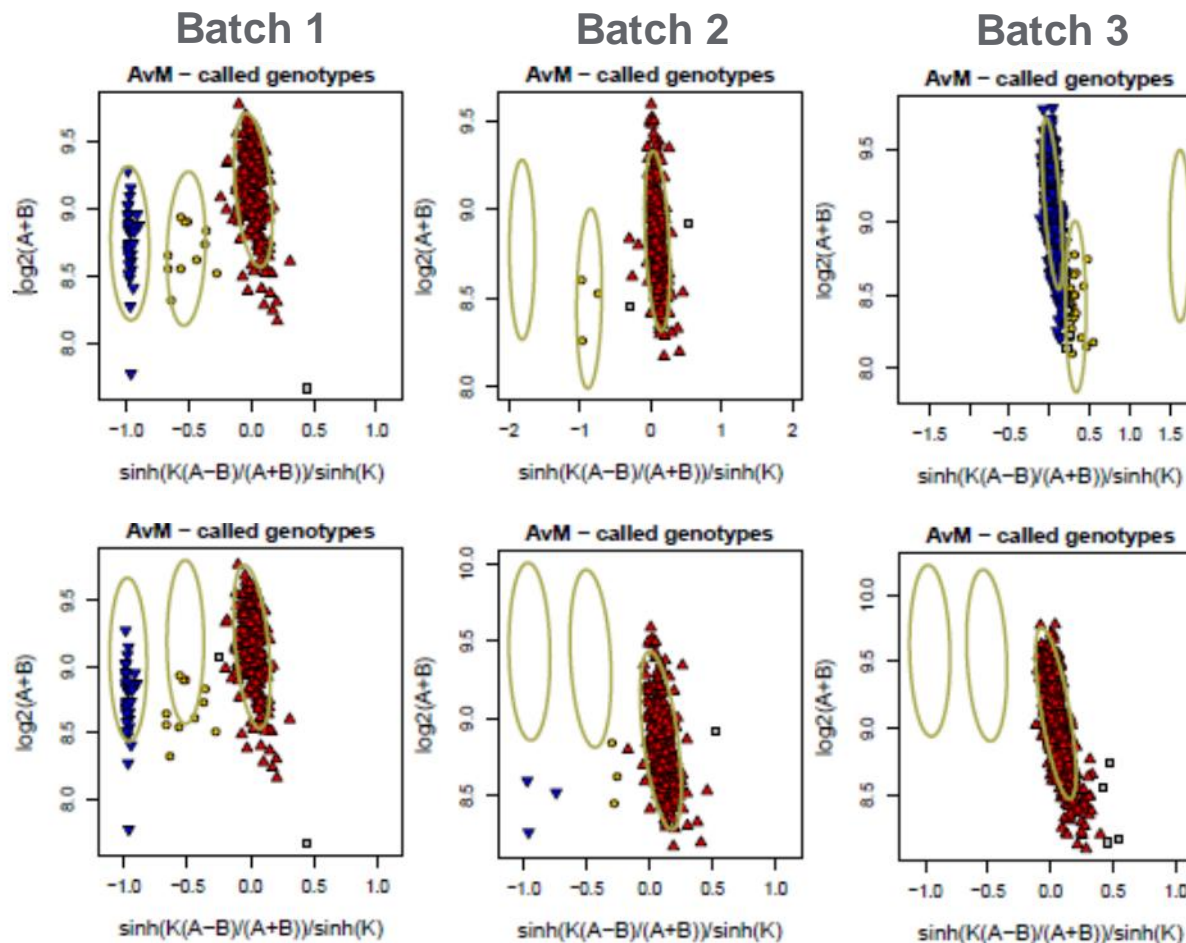 Batch 1 Batch 2 Batch 3
AvM − called genotypes AvM − called genotypes AvM − called genotypes
log2(A+B) log2(A+B) log2(A+B)
9.5 9.5 9.5
9.0 9.0 9.0
8.5 8.5 8.5
8.0 8.0 8.0
−1.0 −0.5 0.0 0.5 1.0 −2 −1 0 1 2 −1.5 −0.5 0.5 1.0 1.5
sinh(K(A−B)/(A+B))/sinh(K) sinh(K(A−B)/(A+B))/sinh(K) sinh(K(A−B)/(A+B))/sinh(K)
AvM − called genotypes AvM − called genotypes AvM − called genotypes
log2(A+B) log2(A+B) log2(A+B)
10.0 10.0
9.5 9.5 9.5
9.0 9.0 9.0
8.5 8.5 8.5
8.0
−1.0 −0.5 0.0 0.5 1.0 −1.0 −0.5 0.0 0.5 1.0 −1.0 −0.5 0.0 0.5 1.0
sinh(K(A−B)/(A+B))/sinh(K) sinh(K(A−B)/(A+B))/sinh(K) sinh(K(A−B)/(A+B))/sinh(K)